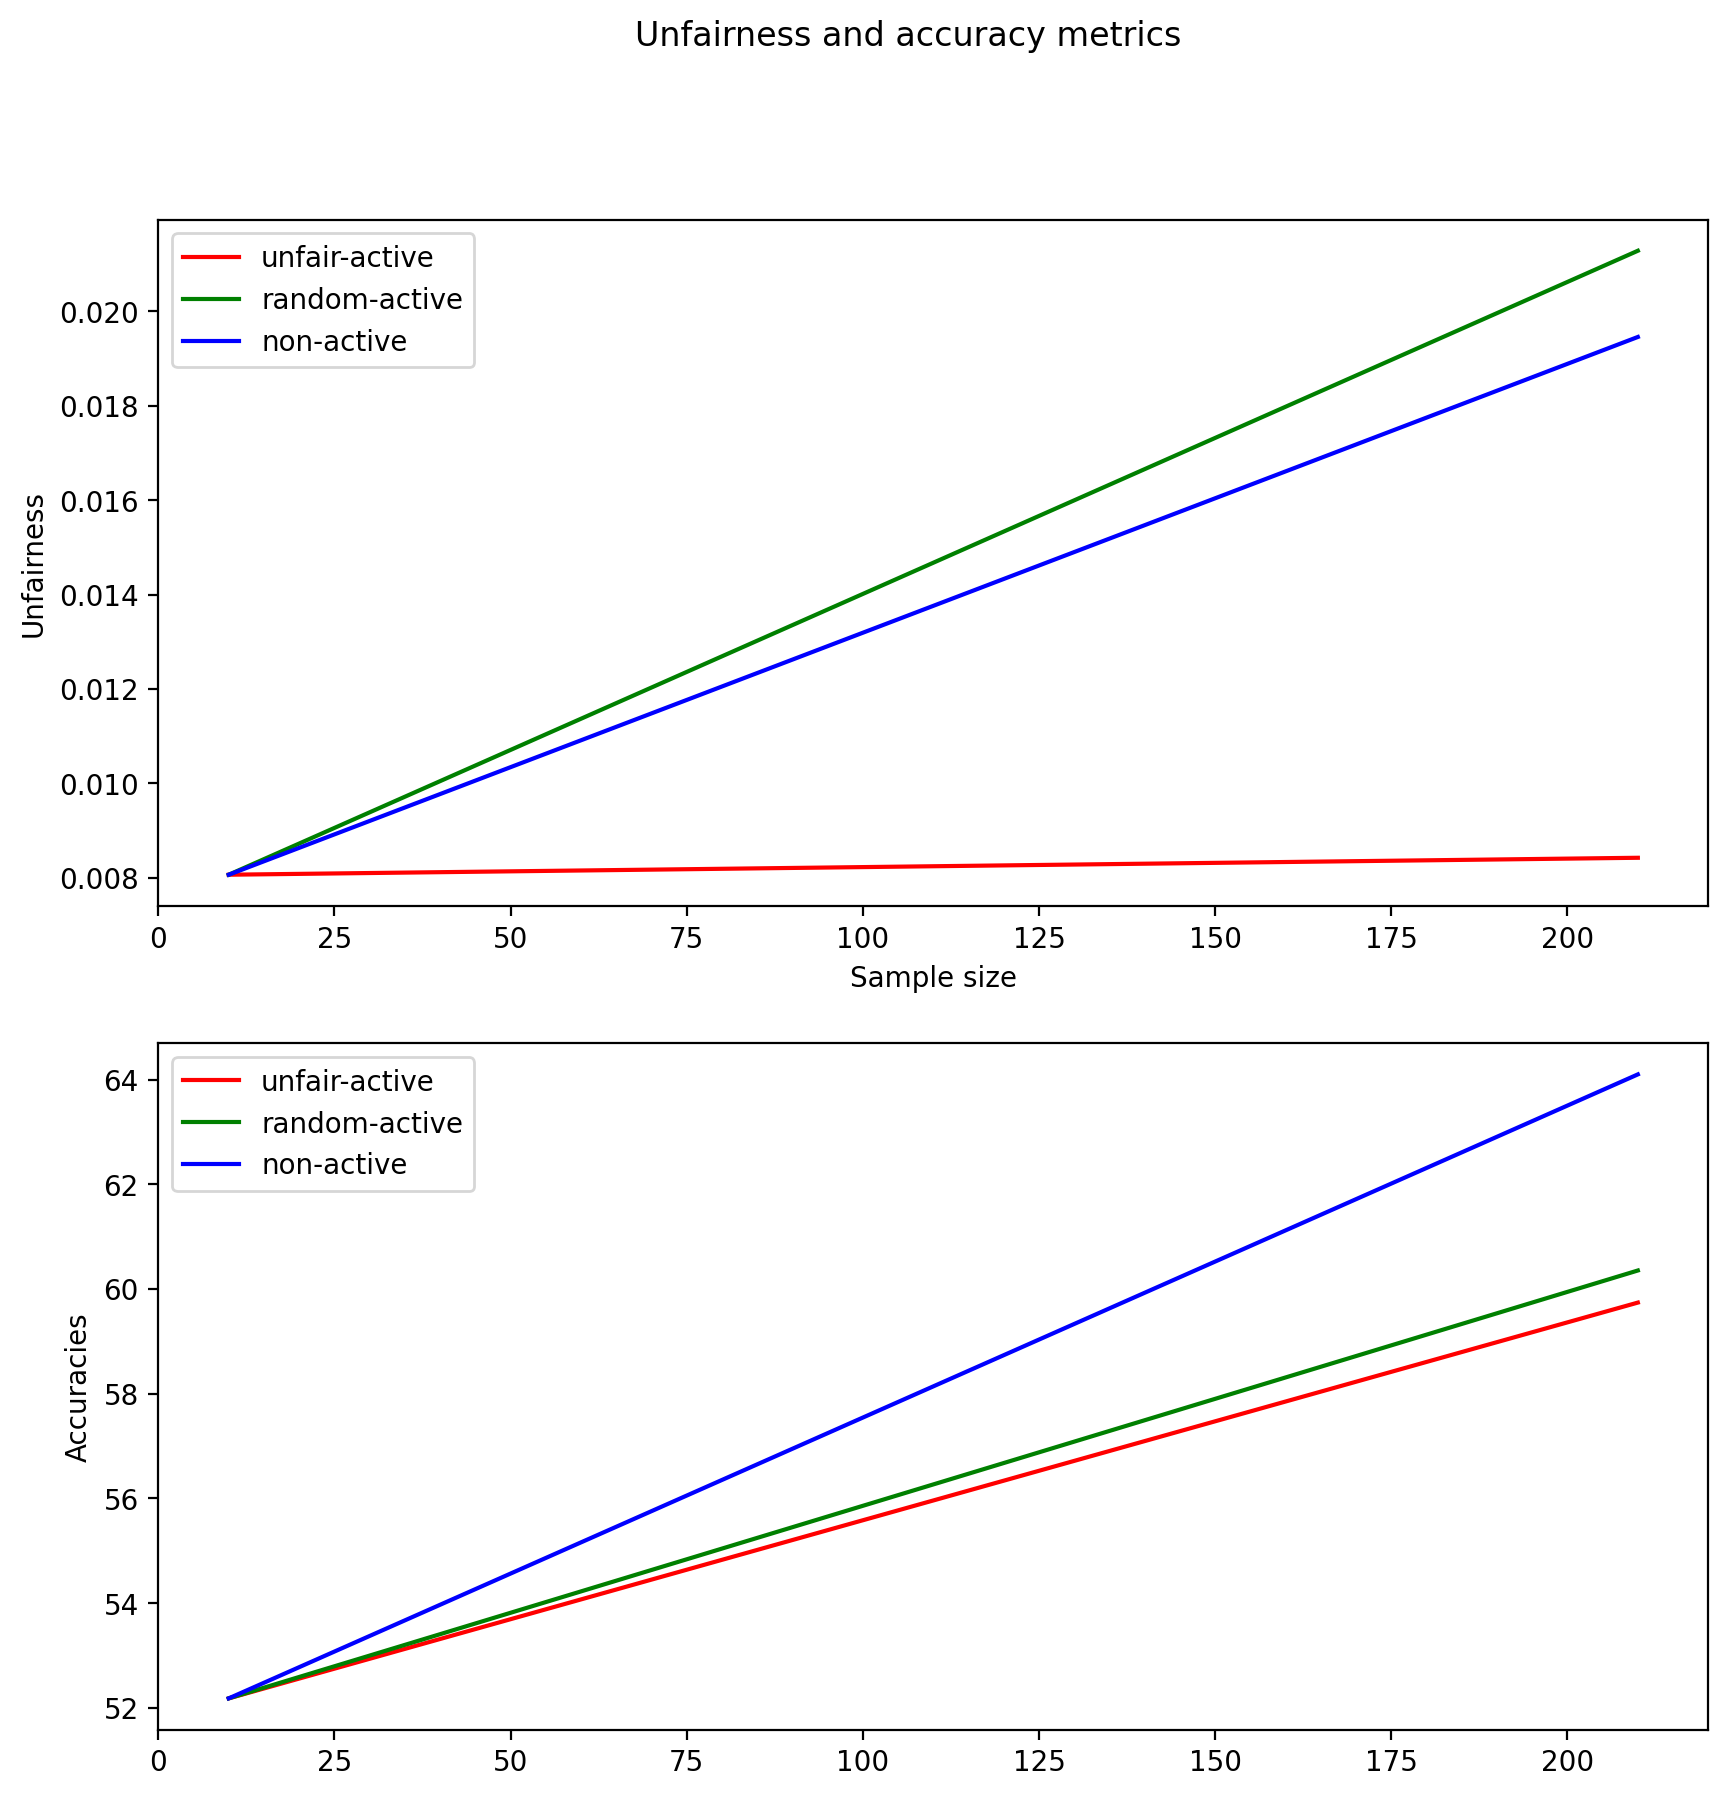 Unfairness and accuracy metrics
unfair-active
random-active
non-active
0.020
0.018
0.016
0.014
0.012
0.010
0.008
Unfairness
0 25 50 75 100 125 150 175 200
Sample size
unfair-active
random-active
non-active
64
62
60
58
56
54
52
Accuracies
0 25 50 75 100 125 150 175 200